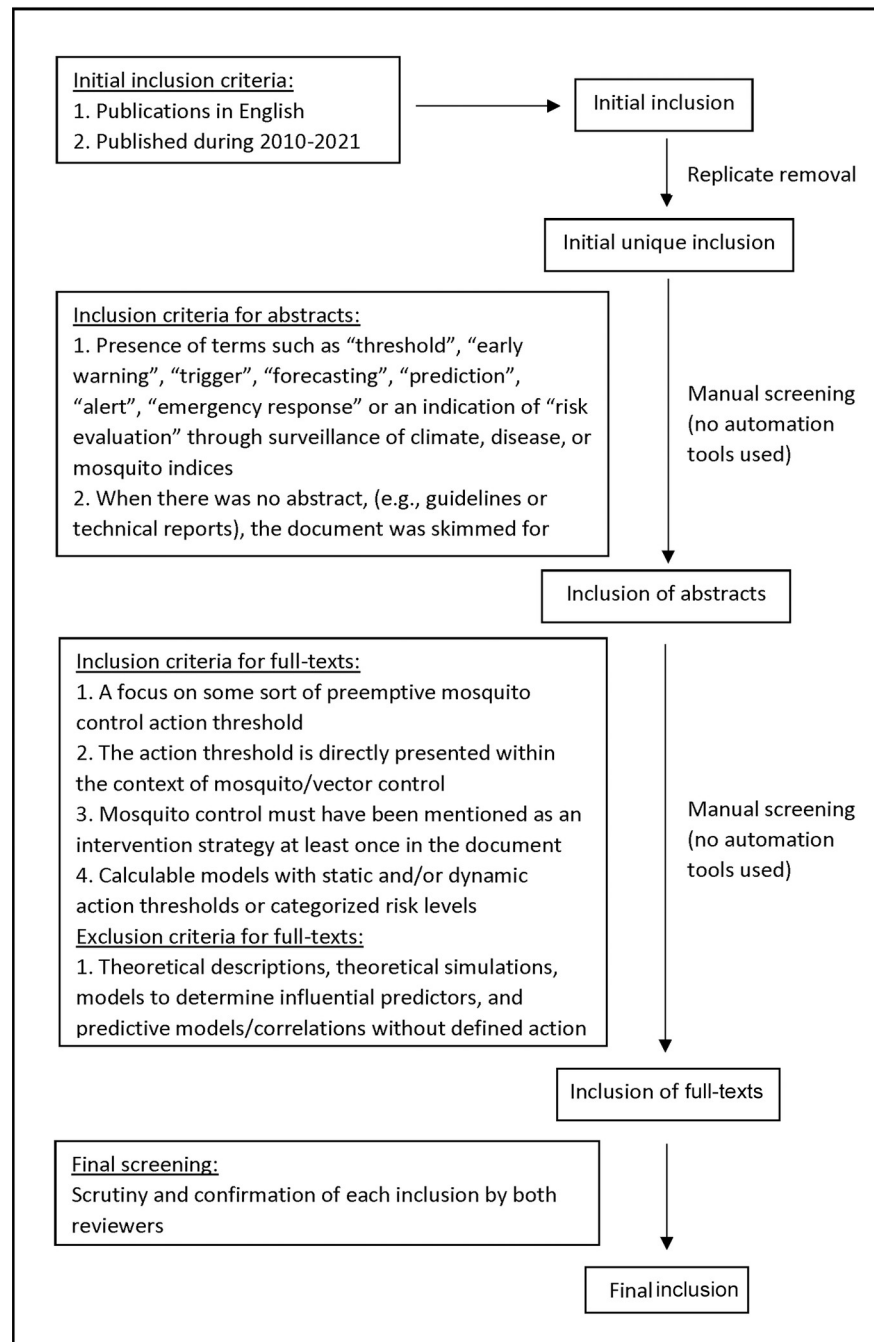 Initial inclusion criteria:
1. Publications in English
2. Published during 2010-2021
Initial inclusion
Replicate removal
Initial unique inclusion
Inclusion criteria for abstracts:
1. Presence of terms such as “threshold”, “early
warning”, “trigger”, “forecasting”, “prediction”,
“alert”, “emergency response” or an indication of “risk
evaluation” through surveillance of climate, disease, or
mosquito indices
2. When there was no abstract, (e.g., guidelines or
technical reports), the document was skimmed for
Manual screening
(no automation
tools used)
Inclusion of abstracts
Inclusion criteria for full-texts:
1. A focus on some sort of preemptive mosquito
control action threshold
2. The action threshold is directly presented within
the context of mosquito/vector control
3. Mosquito control must have been mentioned as an
intervention strategy at least once in the document
4. Calculable models with static and/or dynamic
action thresholds or categorized risk levels
Exclusion criteria for full-texts:
1. Theoretical descriptions, theoretical simulations,
models to determine influential predictors, and
predictive models/correlations without defined action
Manual screening
(no automation
tools used)
Inclusion of full-texts
Final screening:
Scrutiny and confirmation of each inclusion by both
reviewers
Final inclusion